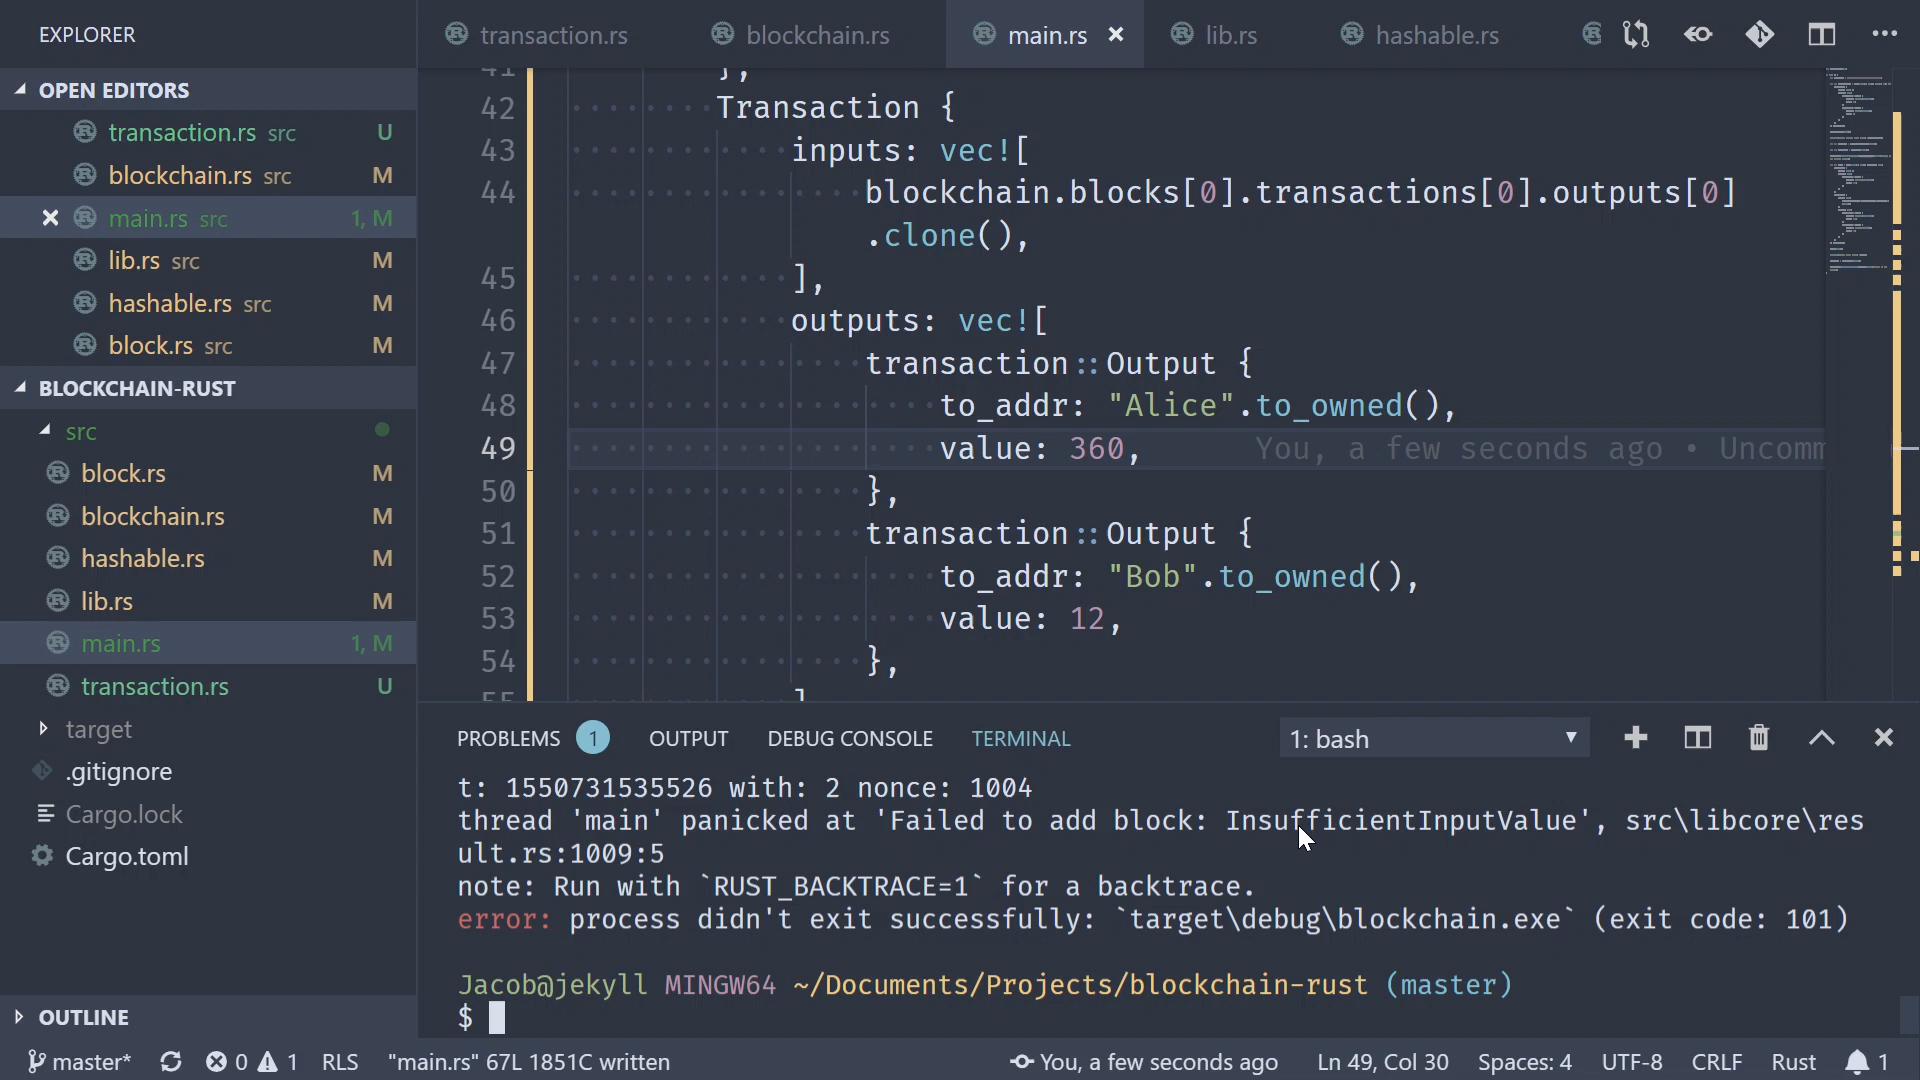 EXPLORER
transaction.rs
blockchain.rs
main.rs
lib.rs
hashable.rs
OPEN EDITORS
transaction.rs src U
blockchain.rs src M
main.rs src 1, M
lib.rs src M
hashable.rs src M
block.rs src M
BLOCKCHAIN-RUST
src
block.rs M
blockchain.rs M
hashable.rs M
lib.rs M
main.rs 1, M
transaction.rs U
target
.gitignore
Cargo.lock
Cargo.toml
OUTLINE
41 },
42 Transaction {
43 inputs: vec![
44 blockchain.blocks[0].transactions[0].outputs[0]
.clone(),
45 ],
46 outputs: vec![
47 transaction::Output {
48 to_addr: "Alice".to_owned(),
49 value: 360, You, a few seconds ago • Uncomm
50 },
51 transaction::Output {
52 to_addr: "Bob".to_owned(),
53 value: 12,
54 },
55 ]
PROBLEMS 1 OUTPUT DEBUG CONSOLE TERMINAL 1: bash
t: 1550731535526 with: 2 nonce: 1004
thread 'main' panicked at 'Failed to add block: InsufficientInputValue', src\libcore\res
ult.rs:1009:5
note: Run with `RUST_BACKTRACE=1` for a backtrace.
error: process didn't exit successfully: `target\debug\blockchain.exe` (exit code: 101)
Jacob@jekyll MINGW64 ~/Documents/Projects/blockchain-rust (master)
$
master* 0 1 RLS "main.rs" 67L 1851C written You, a few seconds ago Ln 49, Col 30 Spaces: 4 UTF-8 CRLF Rust 1